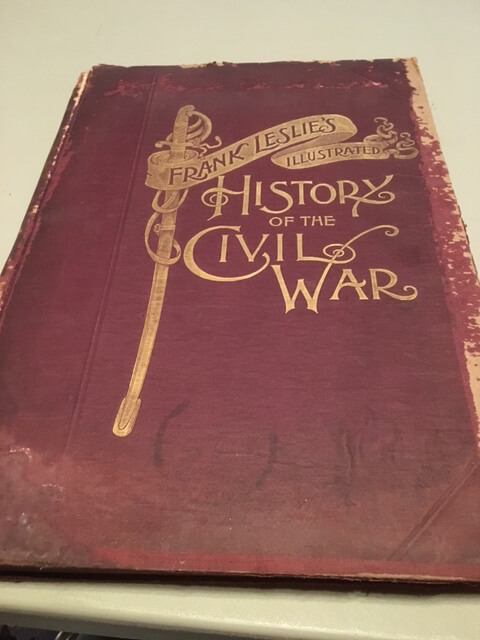 FRANK LESLIE'S
ILLUSTRATED
HISTORY
OF THE
CIVIL
WAR